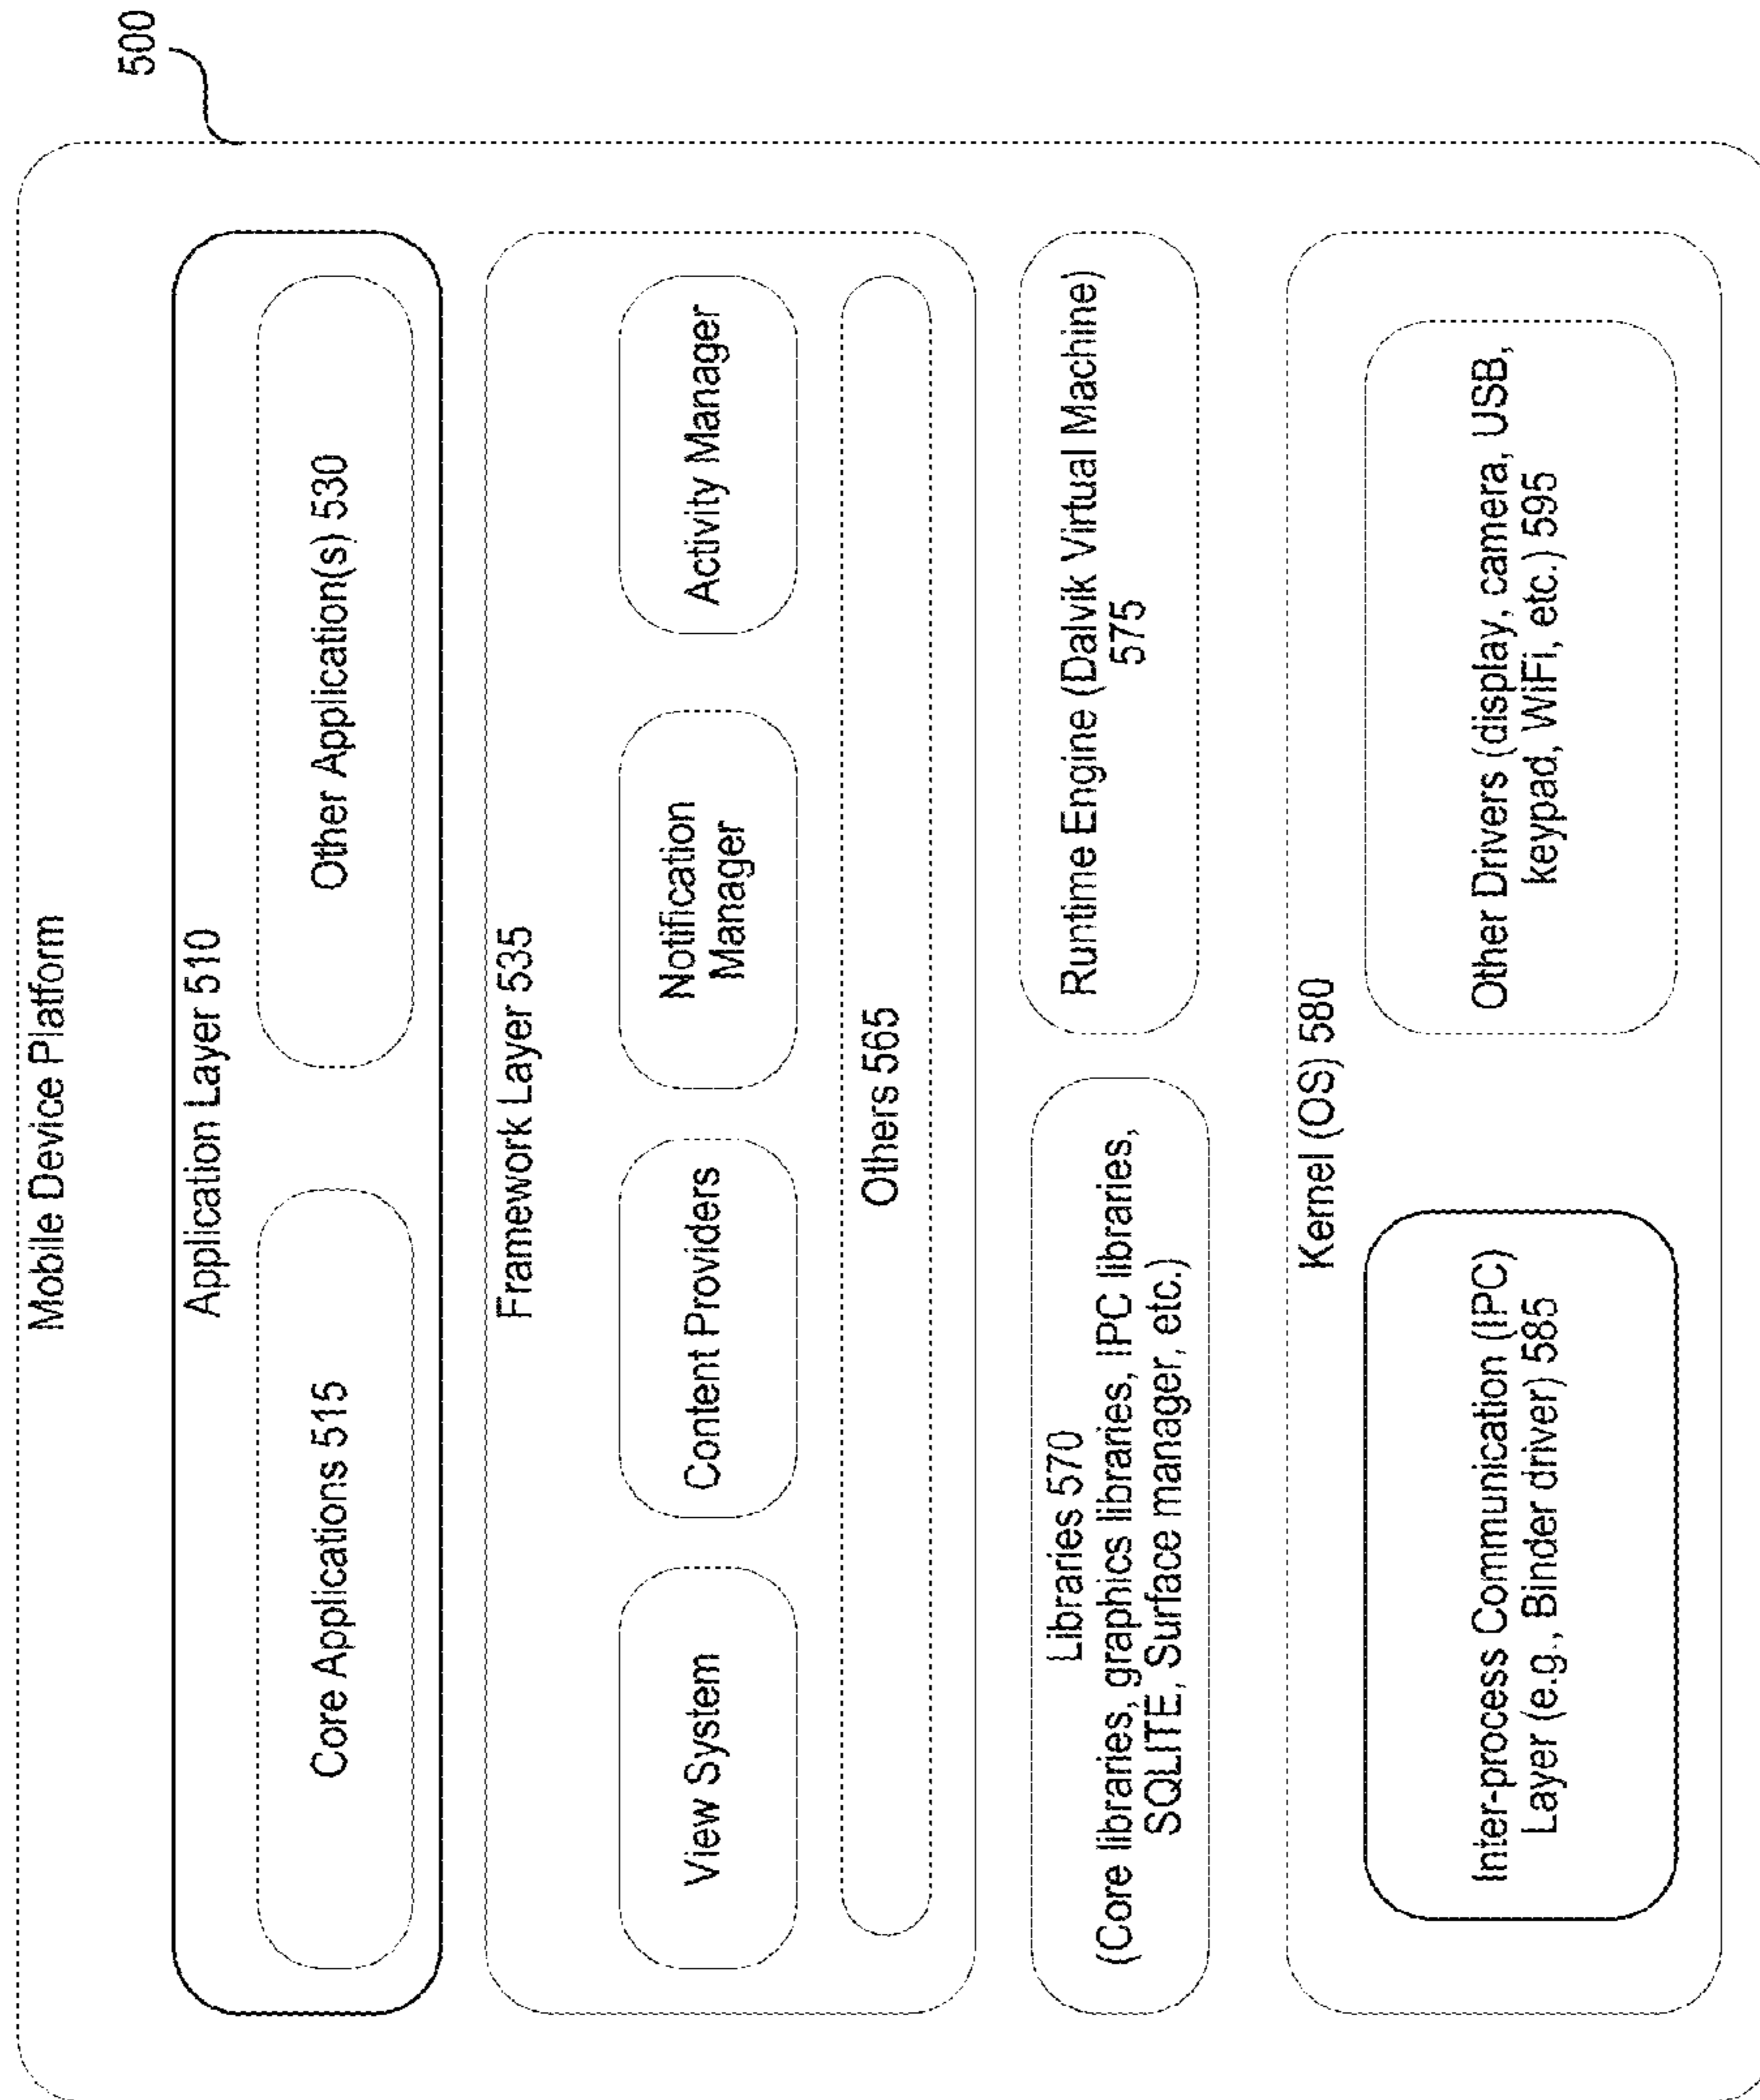 500
Mobile Device Platform
Application Layer 510
Core Applications 515
Other Application(s) 530
Framework Layer 535
View System
Content Providers
Notification
Manager
Activity Manager
Others 565
Libraries 570
(Core libraries, graphics libraries, IPC libraries,
SQLITE, Surface manager, etc.)
Runtime Engine (Dalvik Virtual Machine)
575
Kernel (OS) 580
Inter-process Communication (IPC)
Layer (e.g., Binder driver) 585
Other Drivers (display, camera, USB,
keypad, WiFi, etc.) 595